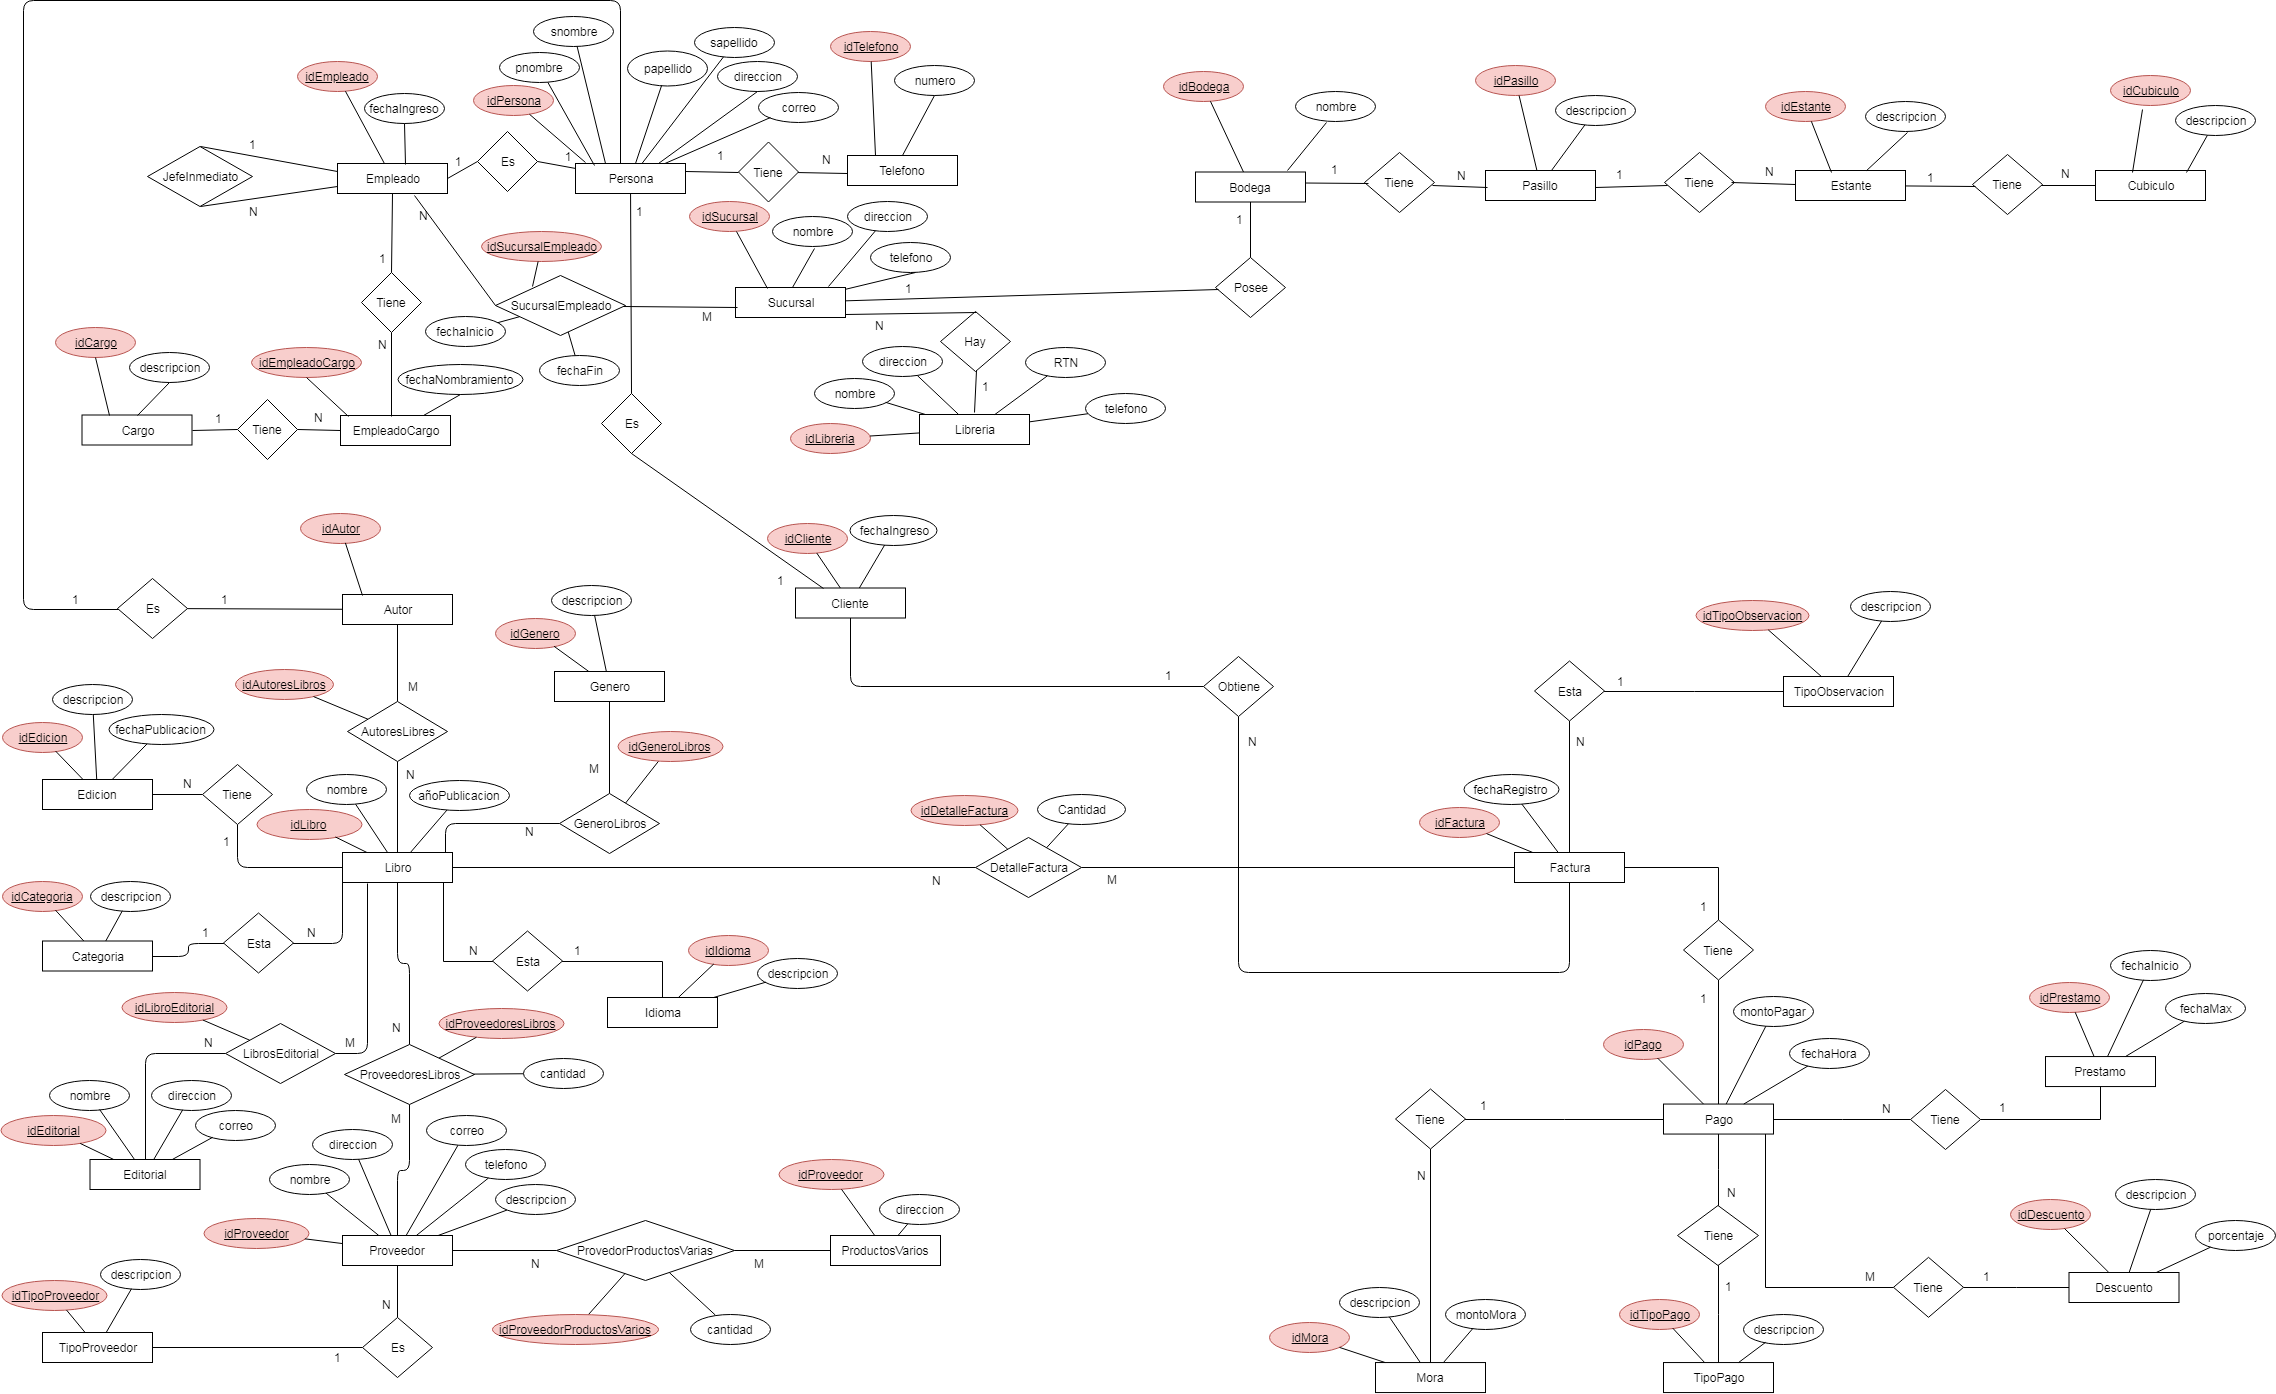 snombre
sapellido
idTelefono
pnombre
papellido
direccion
numero
idEmpleado
idPersona
correo
fechaIngreso
idBodega
nombre
idPasillo
descripcion
idEstante
descripcion
idCubiculo
descripcion
1
JefeInmediato
N
Empleado
1
Es
1
Persona
1
Tiene
N
Telefono
Bodega
1
Tiene
N
Pasillo
1
Tiene
N
Estante
1
Tiene
N
Cubiculo
N
1
idSucursal
nombre
direccion
telefono
1
idSucursalEmpleado
1
Tiene
N
SucursalEmpleado
M
Sucursal
1
Posee
fechaInicio
fechaFin
N
Hay
1
idCargo
descripcion
idEmpleadoCargo
fechaNombramiento
direccion
RTN
nombre
telefono
idLibreria
Libreria
Cargo
1
Tiene
N
EmpleadoCargo
Es
1
idAutor
idCliente
fechaIngreso
Cliente
1
Es
1
Autor
descripcion
idGenero
Genero
idTipoObservacion
descripcion
TipoObservacion
1
Esta
N
1
Obtiene
N
M
idAutoresLibros
AutoresLibres
N
descripcion
fechaPublicacion
idEdicion
Edicion
N
Tiene
1
nombre
añoPublicacion
idLibro
Libro
M
idGeneroLibros
GeneroLibros
N
idDetalleFactura
Cantidad
N
DetalleFactura
M
fechaRegistro
idFactura
Factura
idCategoria
descripcion
Categoria
1
Esta
N
N
Esta
1
idIdioma
descripcion
Idioma
1
Tiene
1
idLibroEditorial
N
LibrosEditorial
M
N
idProveedoresLibros
ProveedoresLibros
cantidad
M
nombre
direccion
correo
idEditorial
Editorial
montoPagar
idPago
fechaHora
Pago
fechaInicio
idPrestamo
fechaMax
Prestamo
N
Tiene
1
1
Tiene
N
direccion
correo
nombre
telefono
descripcion
idProveedor
Proveedor
N
ProvedorProductosVarias
M
idProveedor
direccion
ProductosVarios
idProveedorProductosVarios
cantidad
N
Tiene
1
descripcion
idDescuento
porcentaje
M
Tiene
1
Descuento
descripcion
idTipoProveedor
TipoProveedor
N
Es
1
descripcion
montoMora
idMora
Mora
idTipoPago
descripcion
TipoPago